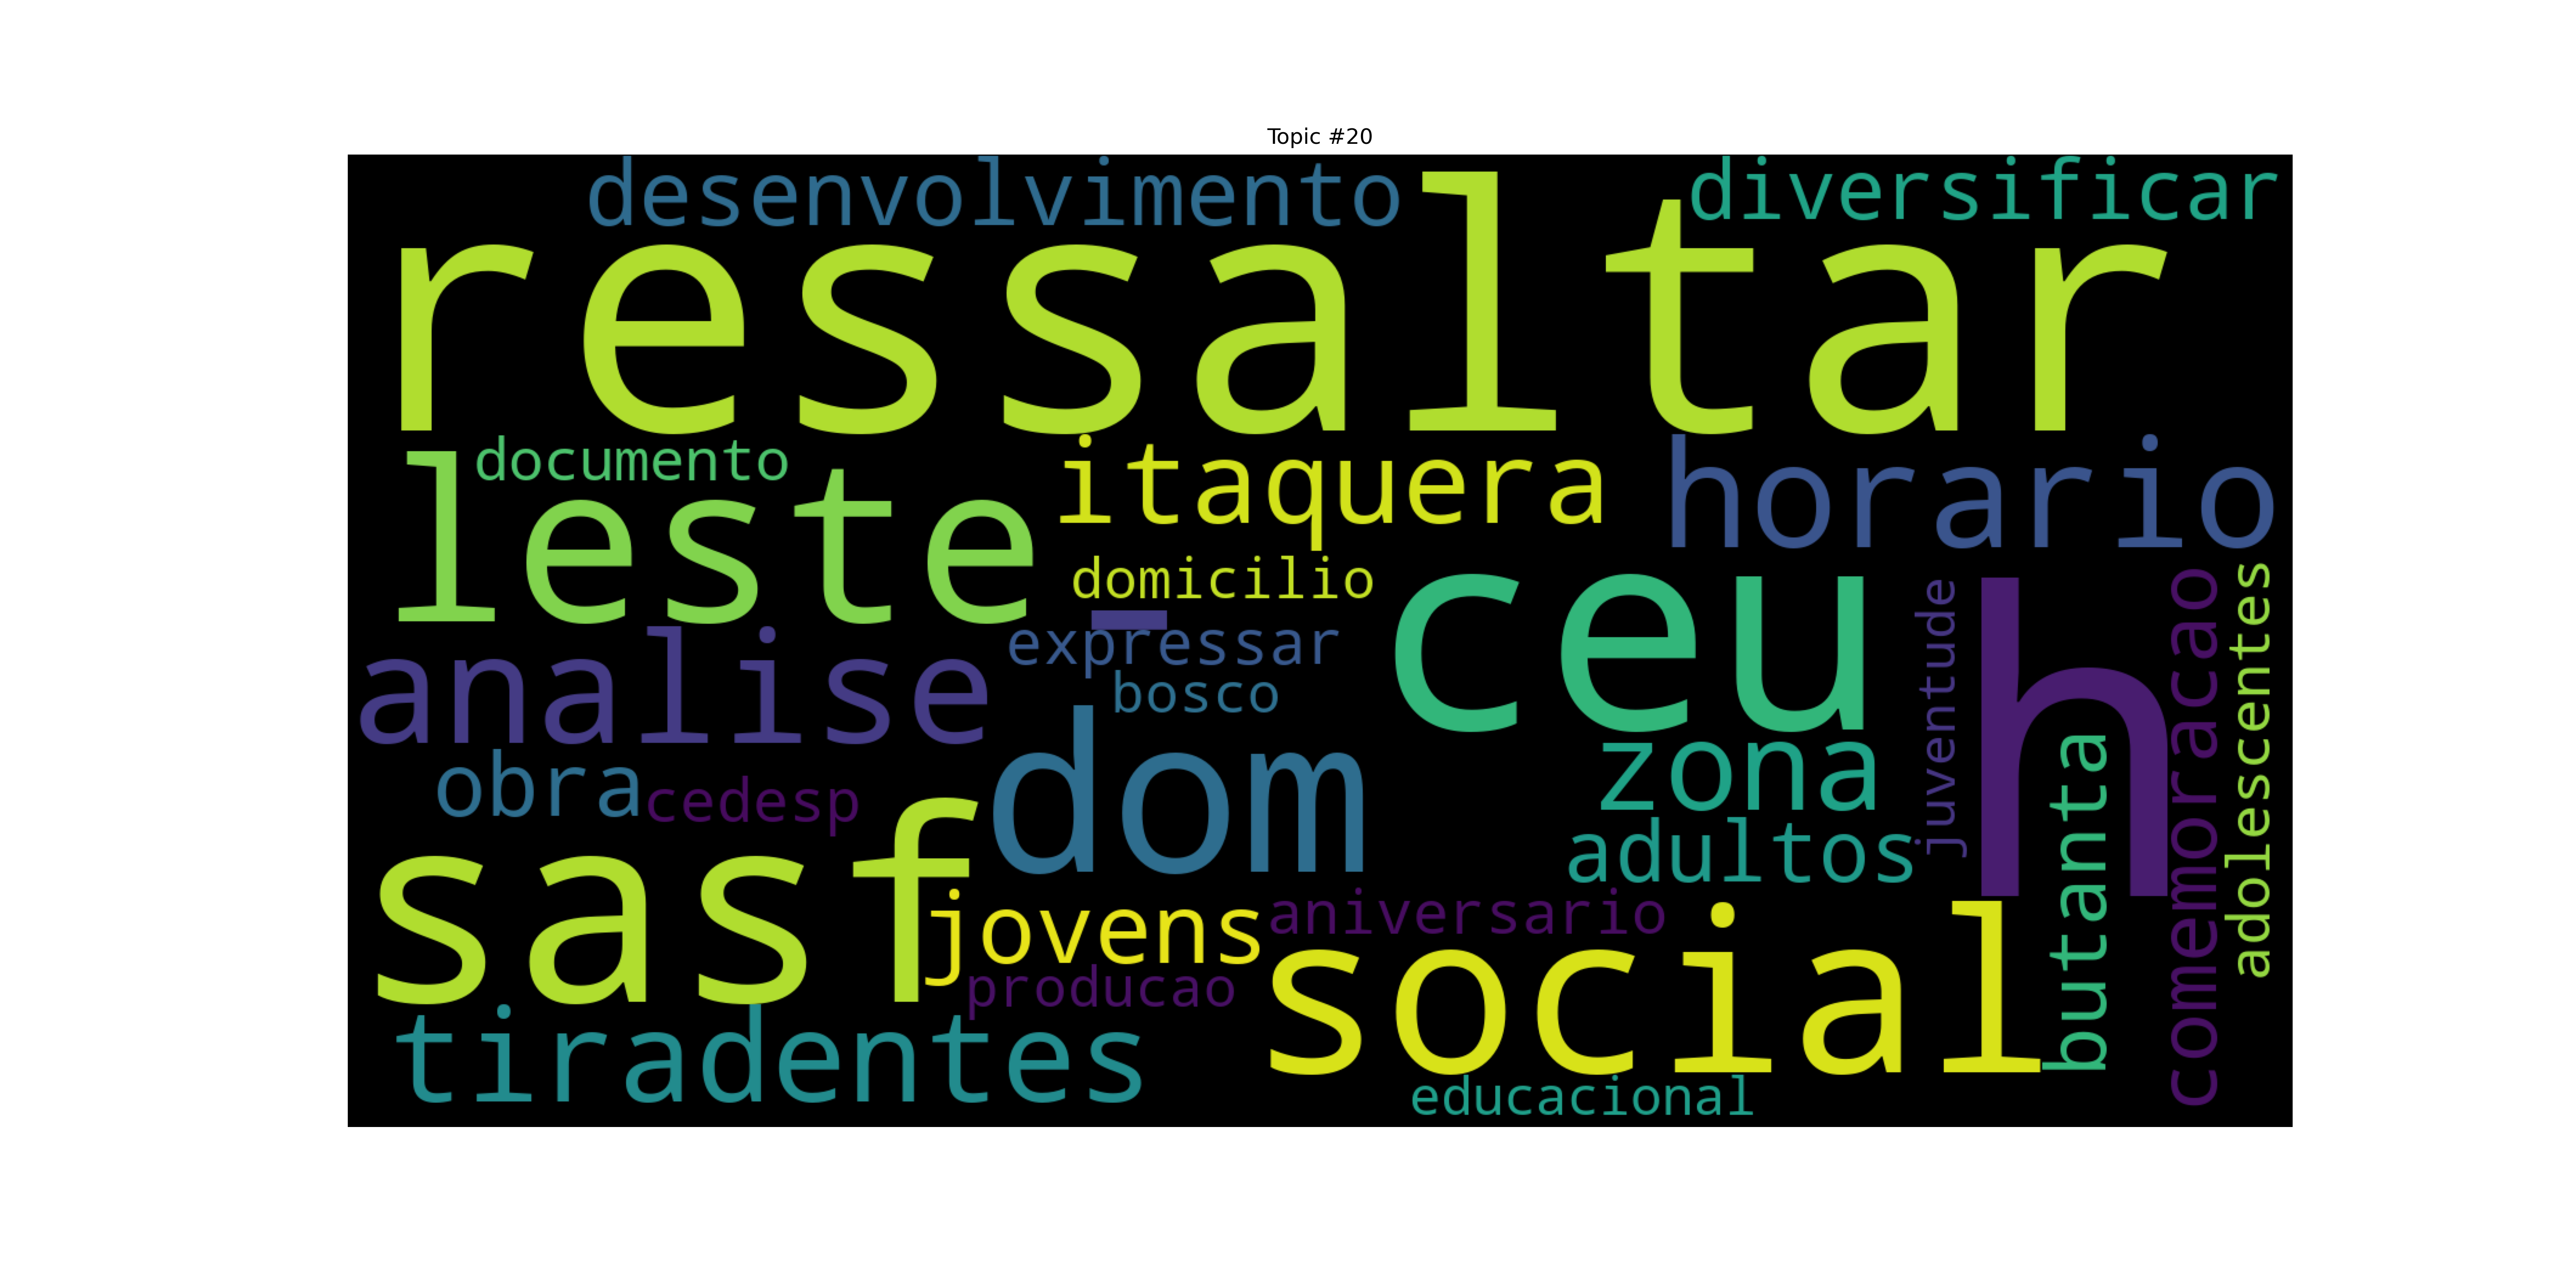 Topic #20
desenvolvimento
diversificar
ressaltar
documento
itaquera
horario
leste
domicilio
ceu
h
_
expressar
analise
bosco
juventude
comemoracao
adolescentes
zona
obra
cedesp
dom
butanta
adultos
sasf
jovens
aniversario
producao
social
tiradentes
educacional